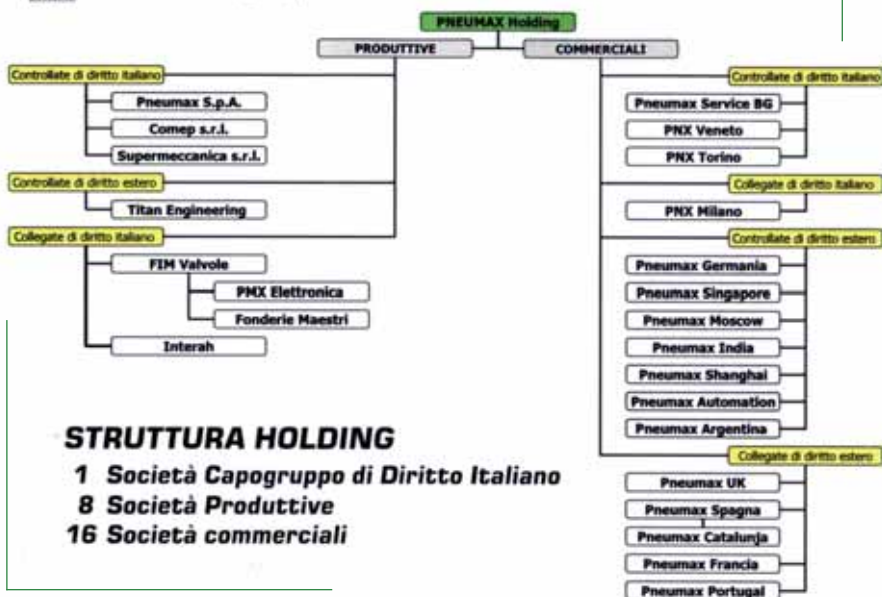 PNEUMAX Holding
PRODUTTIVE
COMMERCIALI
Controllate di diritto italiano
Pneumax S.p.A.
Comep s.r.l.
Supermeccanica s.r.l.
Controllate di diritto estero
Titan Engineering
Collegate di diritto italiano
FIM Valvole
PMX Elettronica
Fonderie Maestri
Interah
Controllate di diritto italiano
Pneumax Service BG
PNX Veneto
PNX Torino
Collegate di diritto italiano
PNX Milano
Controllate di diritto estero
Pneumax Germania
Pneumax Singapore
Pneumax Moscow
Pneumax India
Pneumax Shanghai
Pneumax Automation
Pneumax Argentina
Collegate di diritto estero
Pneumax UK
Pneumax Spagna
Pneumax Catalunja
Pneumax Francia
Pneumax Portugal
STRUTTURA HOLDING
1 Società Capogruppo di Diritto Italiano
8 Società Produttive
16 Società commerciali